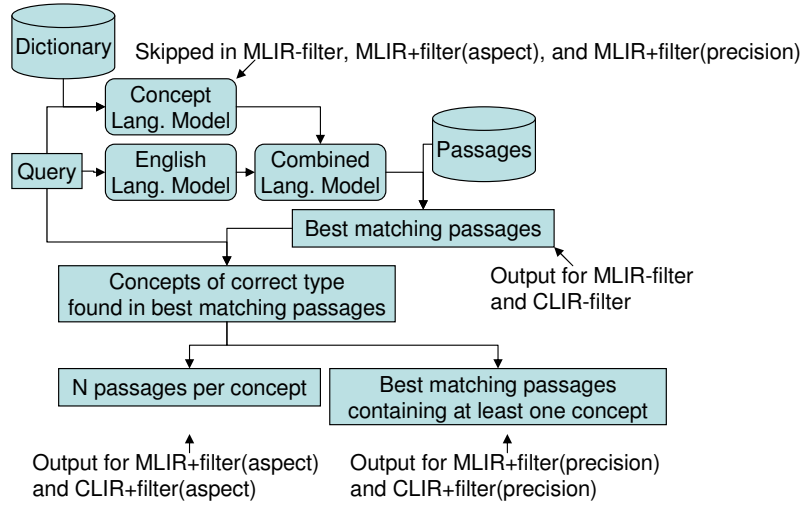 Dictionary
Skipped in MLIR-filter, MLIR+filter(aspect), and MLIR+filter(precision)
Concept
Lang. Model
Passages
Query
English
Lang. Model
Combined
Lang. Model
Best matching passages
Concepts of correct type
found in best matching passages
Output for MLIR-filter
and CLIR-filter
N passages per concept
Best matching passages
containing at least one concept
Output for MLIR+filter(aspect)
and CLIR+filter(aspect)
Output for MLIR+filter(precision)
and CLIR+filter(precision)